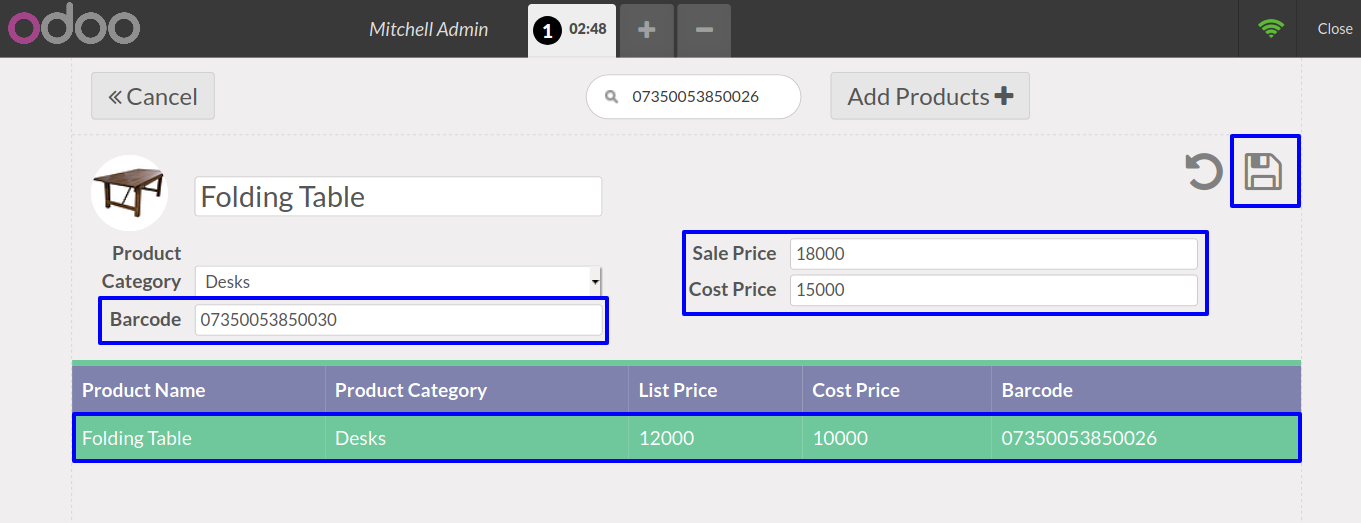 odoo Mitchell Admin 1 02:48 + − Close
« Cancel 07350053850026 Add Products +
Folding Table
Product Category Desks
Barcode 07350053850030
Sale Price 18000
Cost Price 15000
Product Name Product Category List Price Cost Price Barcode
Folding Table Desks 12000 10000 07350053850026